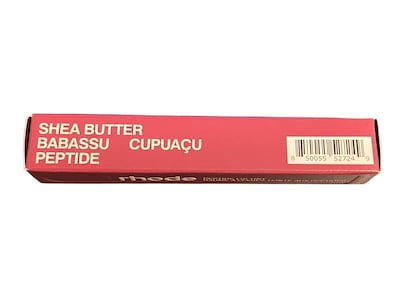 SHEA BUTTER
BABASSU CUPUAÇU
PEPTIDE
8 50055 52724 9
rhode